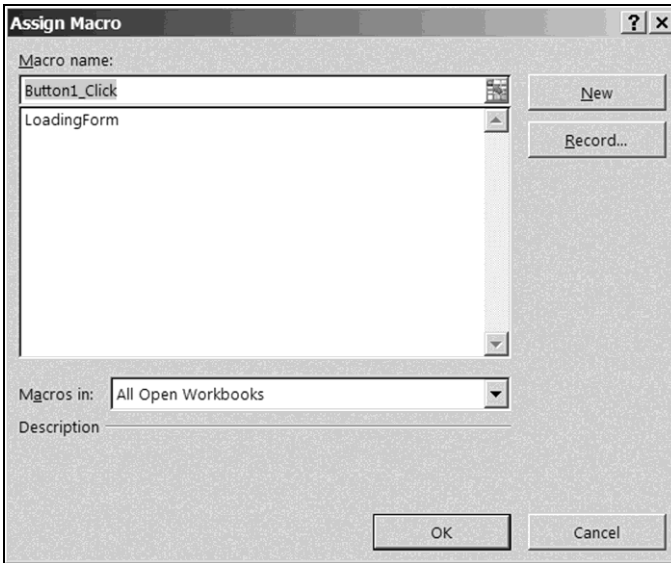 Assign Macro
Macro name:
Button1_Click
New
LoadingForm
Record...
Macros in: All Open Workbooks
Description
OK Cancel